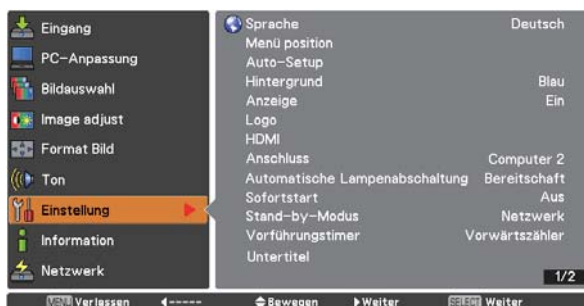 Eingang
PC-Anpassung
Bildauswahl
Image adjust
Format Bild
Ton
Einstellung
Information
Netzwerk
Sprache Deutsch
Menü position
Auto-Setup
Hintergrund Blau
Anzeige Ein
Logo
HDMI
Anschluss Computer 2
Automatische Lampenabschaltung Bereitschaft
Sofortstart Aus
Stand-by-Modus Netzwerk
Vorführungstimer Vorwärtszähler
Untertitel
1/2
MENU Verlassen ◀----- Bewegen ▶Weiter SELECT Weiter